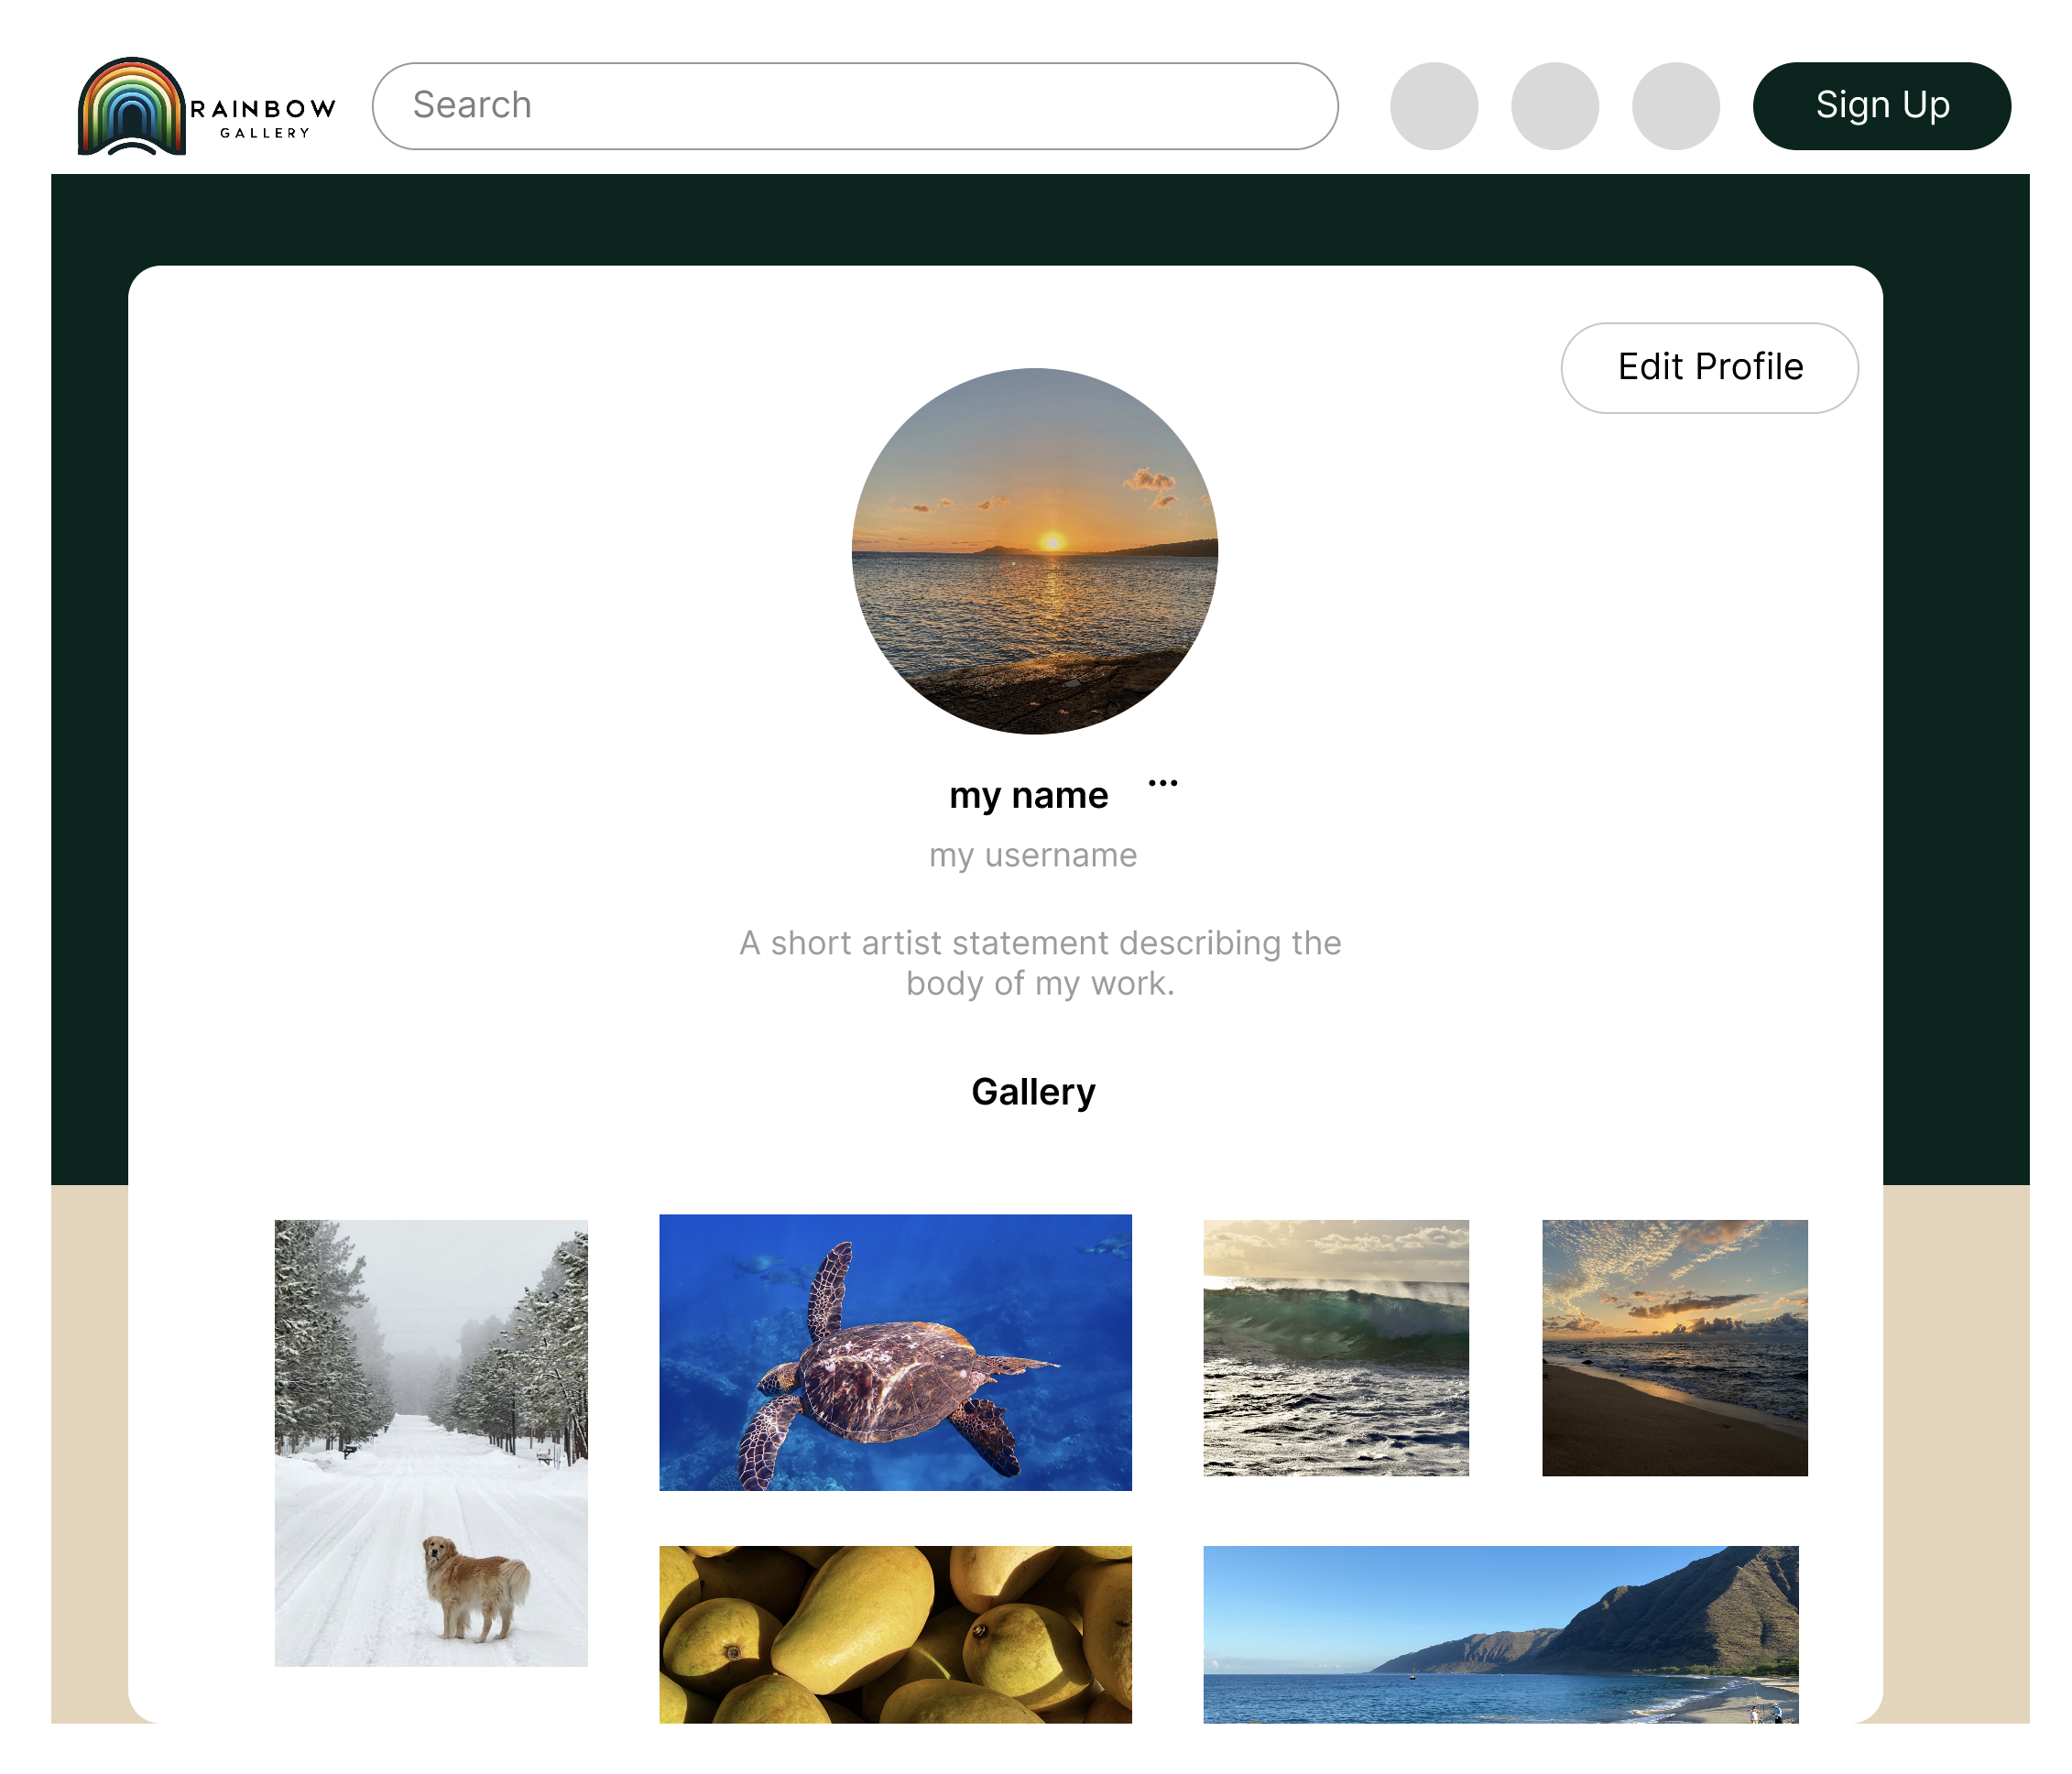 RAINBOW
GALLERY
Search
Sign Up
Edit Profile
my name ...
my username
A short artist statement describing the
body of my work.
Gallery